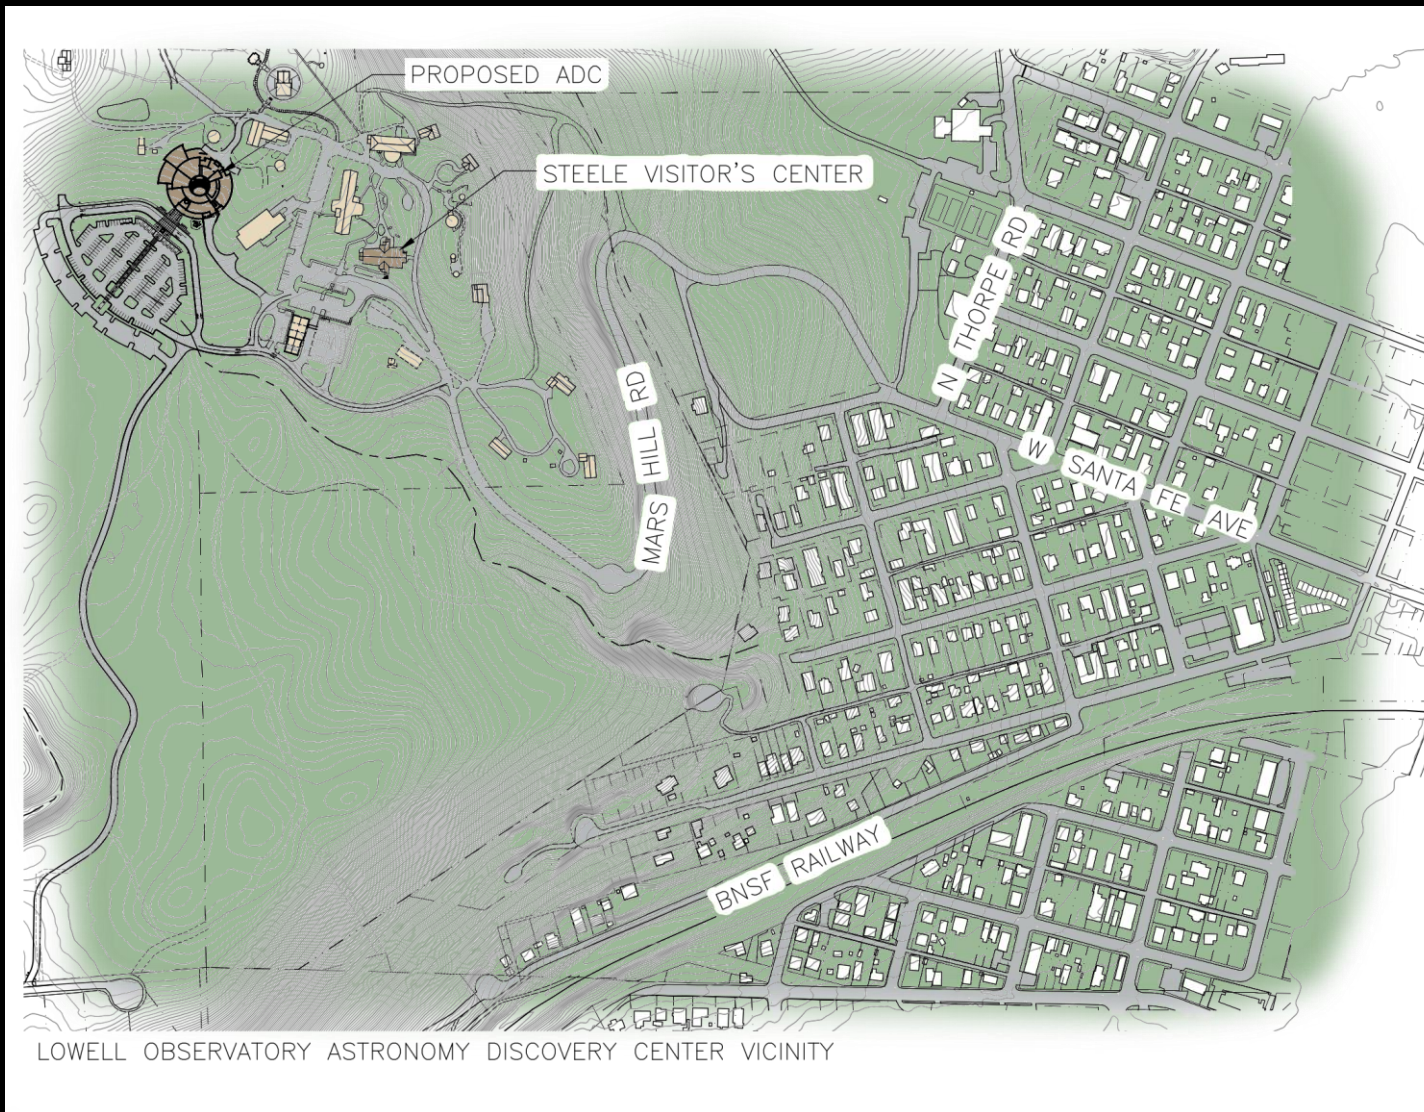 PROPOSED ADC
STEELE VISITOR'S CENTER
N THORPE RD
MARS HILL RD
W SANTA FE AVE
BNSF RAILWAY
LOWELL OBSERVATORY ASTRONOMY DISCOVERY CENTER VICINITY